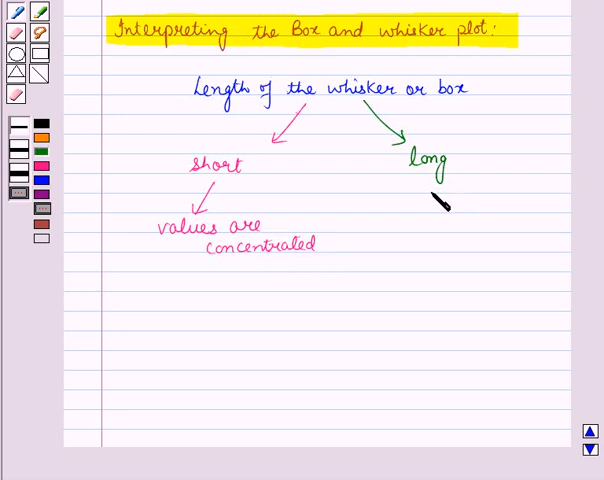 Interpreting the Box and whisker plot:
Length of the whisker or box
short
long
values are
concentrated